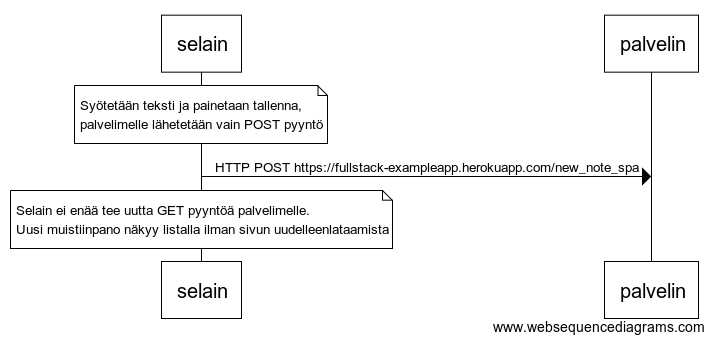 selain
palvelin
Syötetään teksti ja painetaan tallenna,
palvelimelle lähetetään vain POST pyyntö
HTTP POST https://fullstack-exampleapp.herokuapp.com/new_note_spa
Selain ei enää tee uutta GET pyyntöä palvelimelle.
Uusi muistiinpano näkyy listalla ilman sivun uudelleenlataamista
selain
palvelin
www.websequencediagrams.com